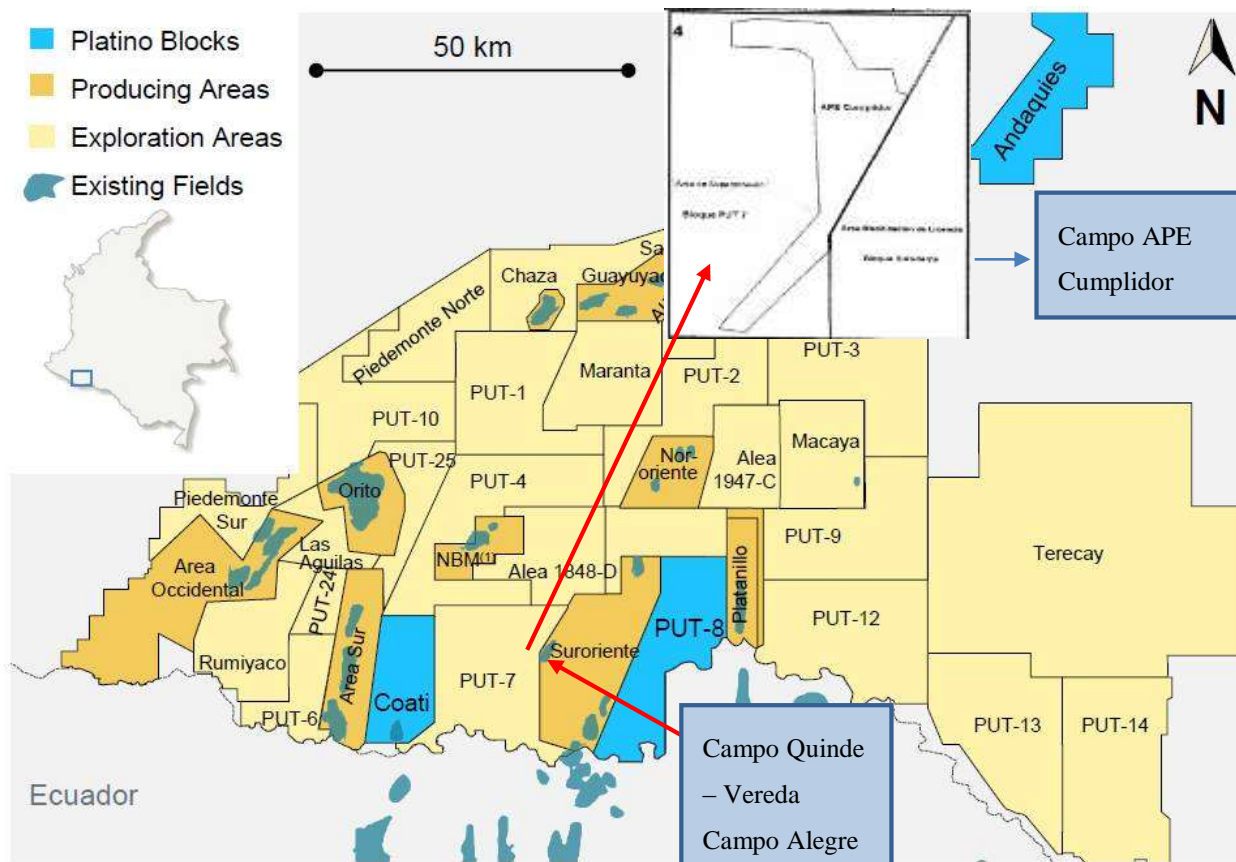 Platino Blocks
Producing Areas
Exploration Areas
Existing Fields
50 km
4
APE Cumplidor
Bloque PUT 7
N
Andaquies
Campo APE
Cumplidor
Chaza
Piedemonte Norte
Maranta
PUT-1
PUT-2
PUT-3
PUT-10
PUT-25
PUT-4
Nor-
oriente
Alea
1947-C
Macaya
Piedemonte
Sur
Orito
Las
Aguilas
Area
Occidental
NBM(1)
Alea 1848-D
Platanillo
PUT-9
Terecay
PUT-24
Rumiyaco
Area Sur
Coati
PUT-7
Suroriente
PUT-8
PUT-12
PUT-6
PUT-13
PUT-14
Ecuador
Campo Quinde
– Vereda
Campo Alegre